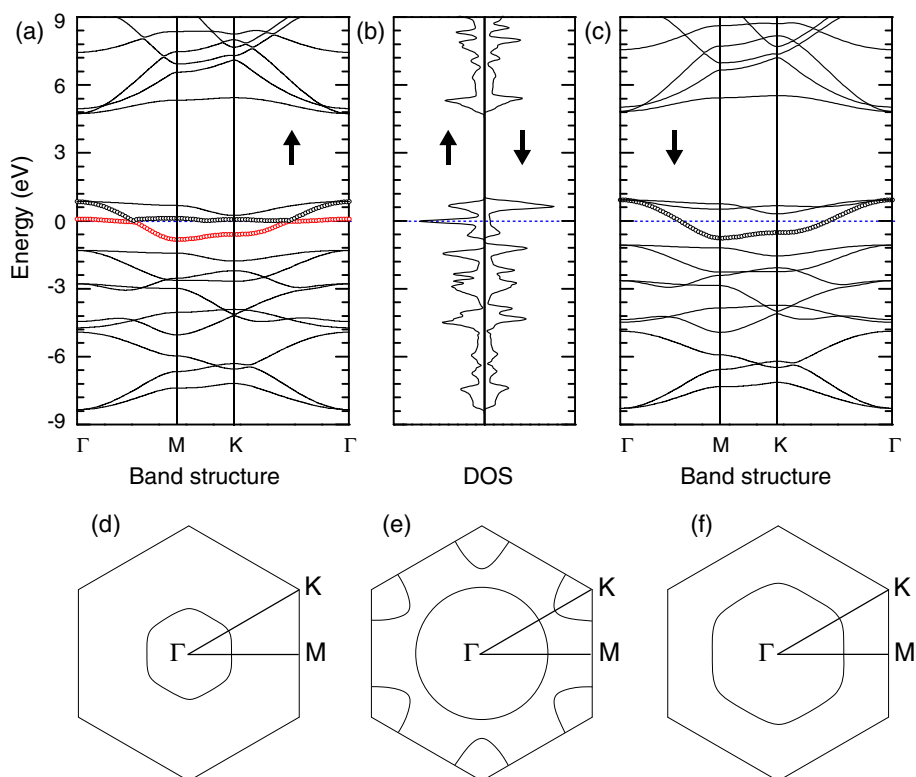 (a) (b) (c)
9
6
3
0
-3
-6
-9
Energy (eV)
Γ M K Γ Γ M K Γ
Band structure DOS Band structure
(d) (e) (f)
K K K
Γ M Γ M Γ M